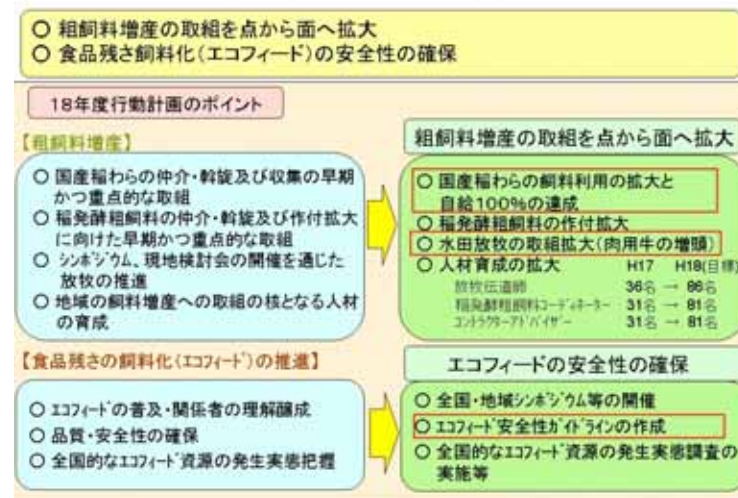 ○ 粗飼料増産の取組を点から面へ拡大
○ 食品残さ飼料化(エコフィード)の安全性の確保
18年度行動計画のポイント
【粗飼料増産】
○ 国産稲わらの仲介・斡旋及び収集の早期
かつ重点的な取組
○ 稲発酵粗飼料の仲介・斡旋及び作付拡大
に向けた早期かつ重点的な取組
○ シンポジウム、現地検討会の開催を通じた
放牧の推進
○ 地域の飼料増産への取組の核となる人材
の育成
粗飼料増産の取組を点から面へ拡大
○ 国産稲わらの飼料利用の拡大と
自給100%の達成
○ 稲発酵粗飼料の作付拡大
○ 水田放牧の取組拡大(肉用牛の増頭)
○ 人材育成の拡大 H17 H18(目標)
放牧伝道師 36名 → 86名
稲発酵粗飼料コーディネーター 31名 → 81名
コントラクターアドバイザー 31名 → 81名
【食品残さの飼料化(エコフィード)の推進】
○ エコフィードの普及・関係者の理解醸成
○ 品質・安全性の確保
○ 全国的なエコフィード資源の発生実態把握
エコフィードの安全性の確保
○ 全国・地域シンポジウム等の開催
○ エコフィード安全性ガイドラインの作成
○ 全国的なエコフィード資源の発生実態調査の
実施等